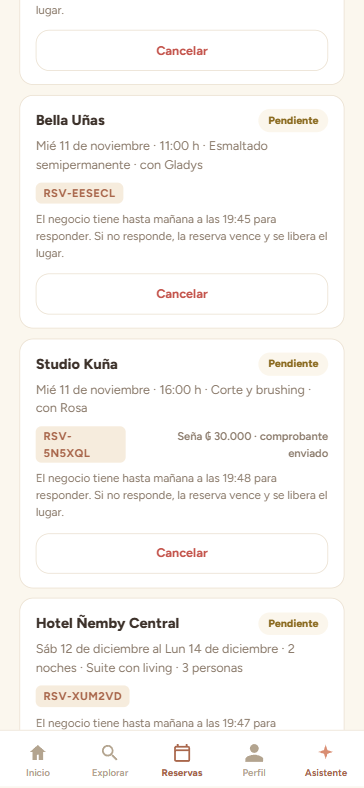 lugar.
Cancelar
Bella Uñas
Pendiente
Mié 11 de noviembre · 11:00 h · Esmaltado
semipermanente · con Gladys
RSV-EESECL
El negocio tiene hasta mañana a las 19:45 para
responder. Si no responde, la reserva vence y se libera el
lugar.
Cancelar
Studio Kuña
Pendiente
Mié 11 de noviembre · 16:00 h · Corte y brushing ·
con Rosa
RSV-
5N5XQL
Seña ₲ 30.000 · comprobante
enviado
El negocio tiene hasta mañana a las 19:48 para
responder. Si no responde, la reserva vence y se libera el
lugar.
Cancelar
Hotel Ñemby Central
Pendiente
Sáb 12 de diciembre al Lun 14 de diciembre · 2
noches · Suite con living · 3 personas
RSV-XUM2VD
El negocio tiene hasta mañana a las 19:47 para
Inicio
Explorar
Reservas
Perfil
Asistente